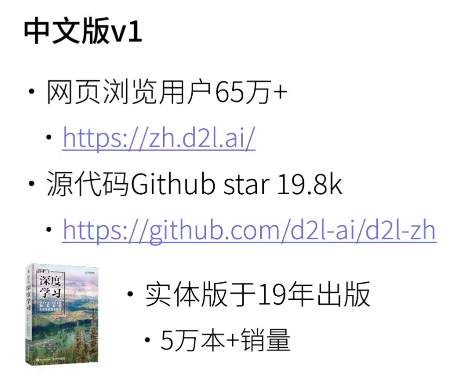 中文版v1
• 网页浏览用户65万+
• https://zh.d2l.ai/
• 源代码Github star 19.8k
• https://github.com/d2l-ai/d2l-zh
深度
学习
• 实体版于19年出版
• 5万本+销量